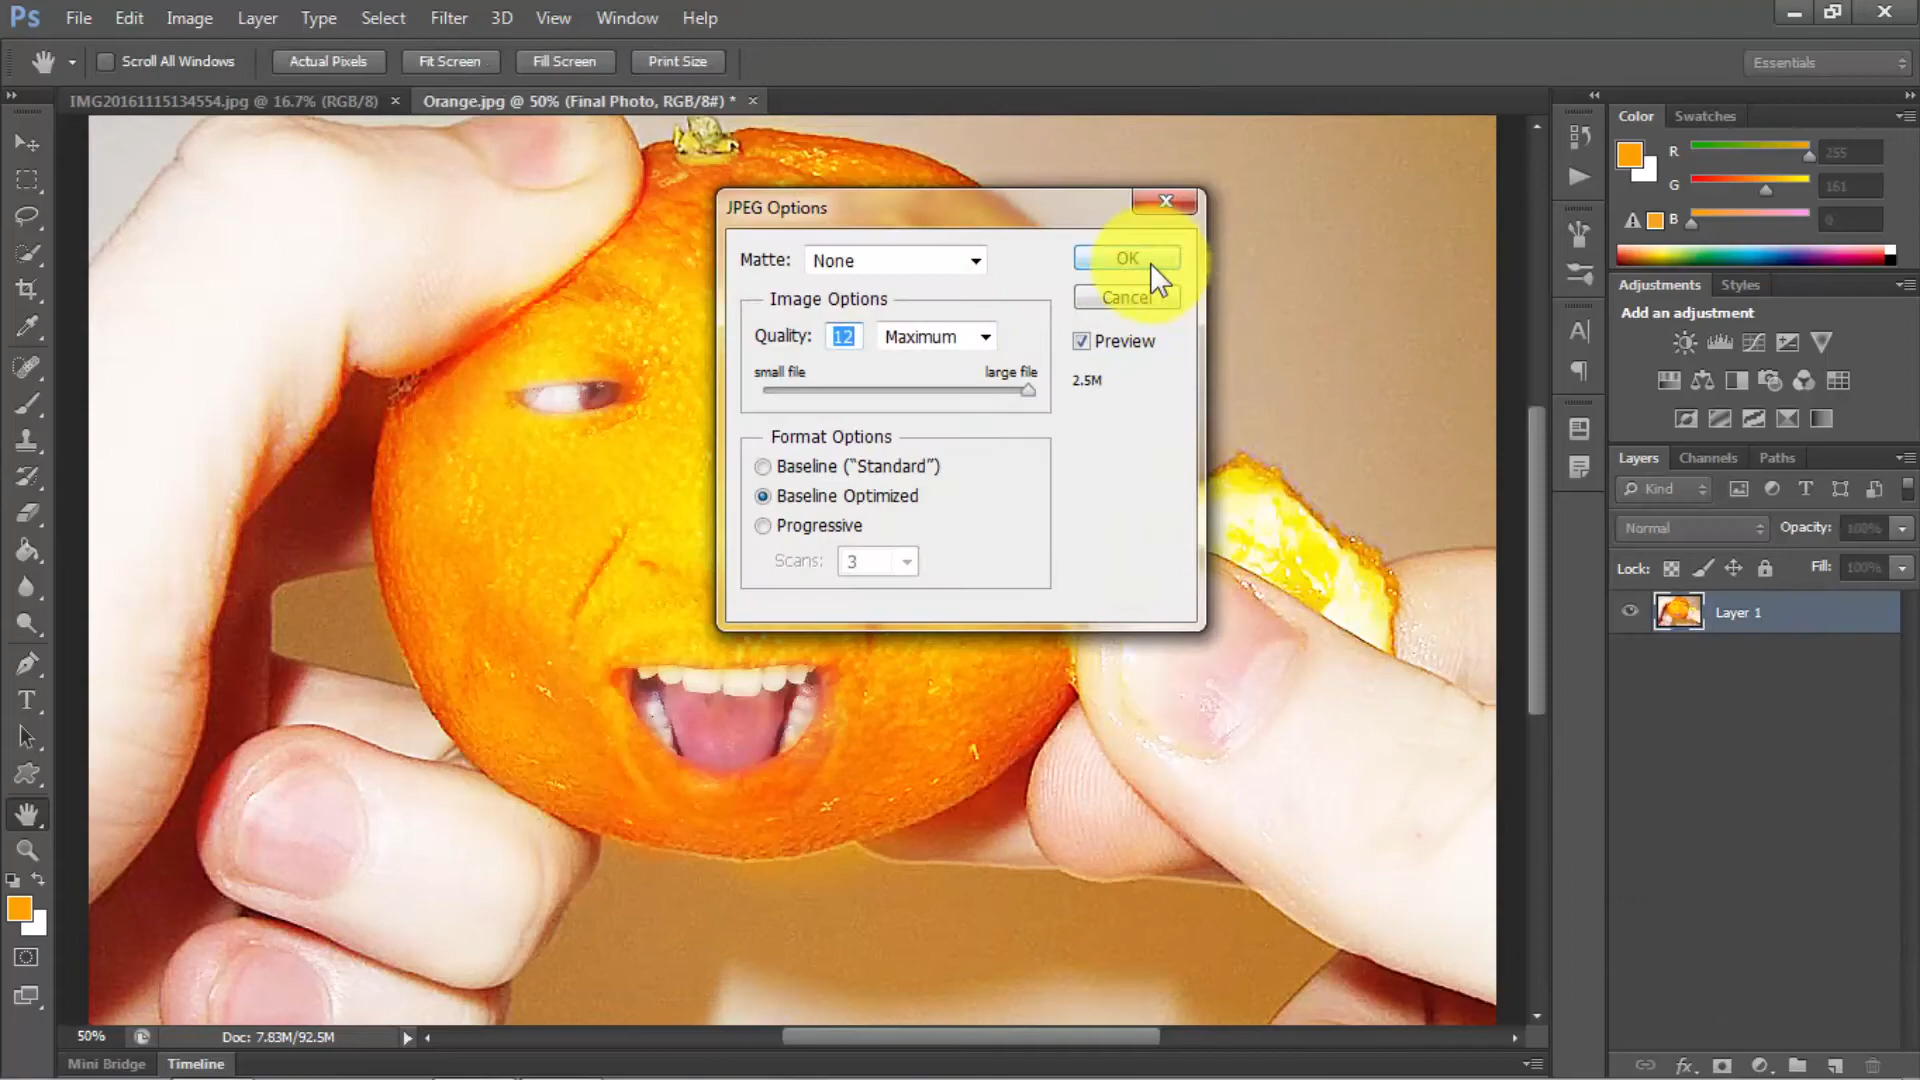 Ps File Edit Image Layer Type Select Filter 3D View Window Help
Scroll All Windows Actual Pixels Fit Screen Fill Screen Print Size Essentials
IMG20161115134554.jpg @ 16.7% (RGB/8) × Orange.jpg @ 50% (Final Photo, RGB/8#) * ×
Color Swatches
R 255
G 161
B 0
JPEG Options
Matte: None
OK
Cancel
Image Options
Quality: 12 Maximum
Preview
small file large file
2.5M
Format Options
Baseline (“Standard”)
Baseline Optimized
Progressive
Scans: 3
Adjustments Styles
Add an adjustment
Layers Channels Paths
Kind
Normal Opacity: 100%
Lock: Fill: 100%
Layer 1
50% Doc: 7.83M/92.5M
Mini Bridge Timeline